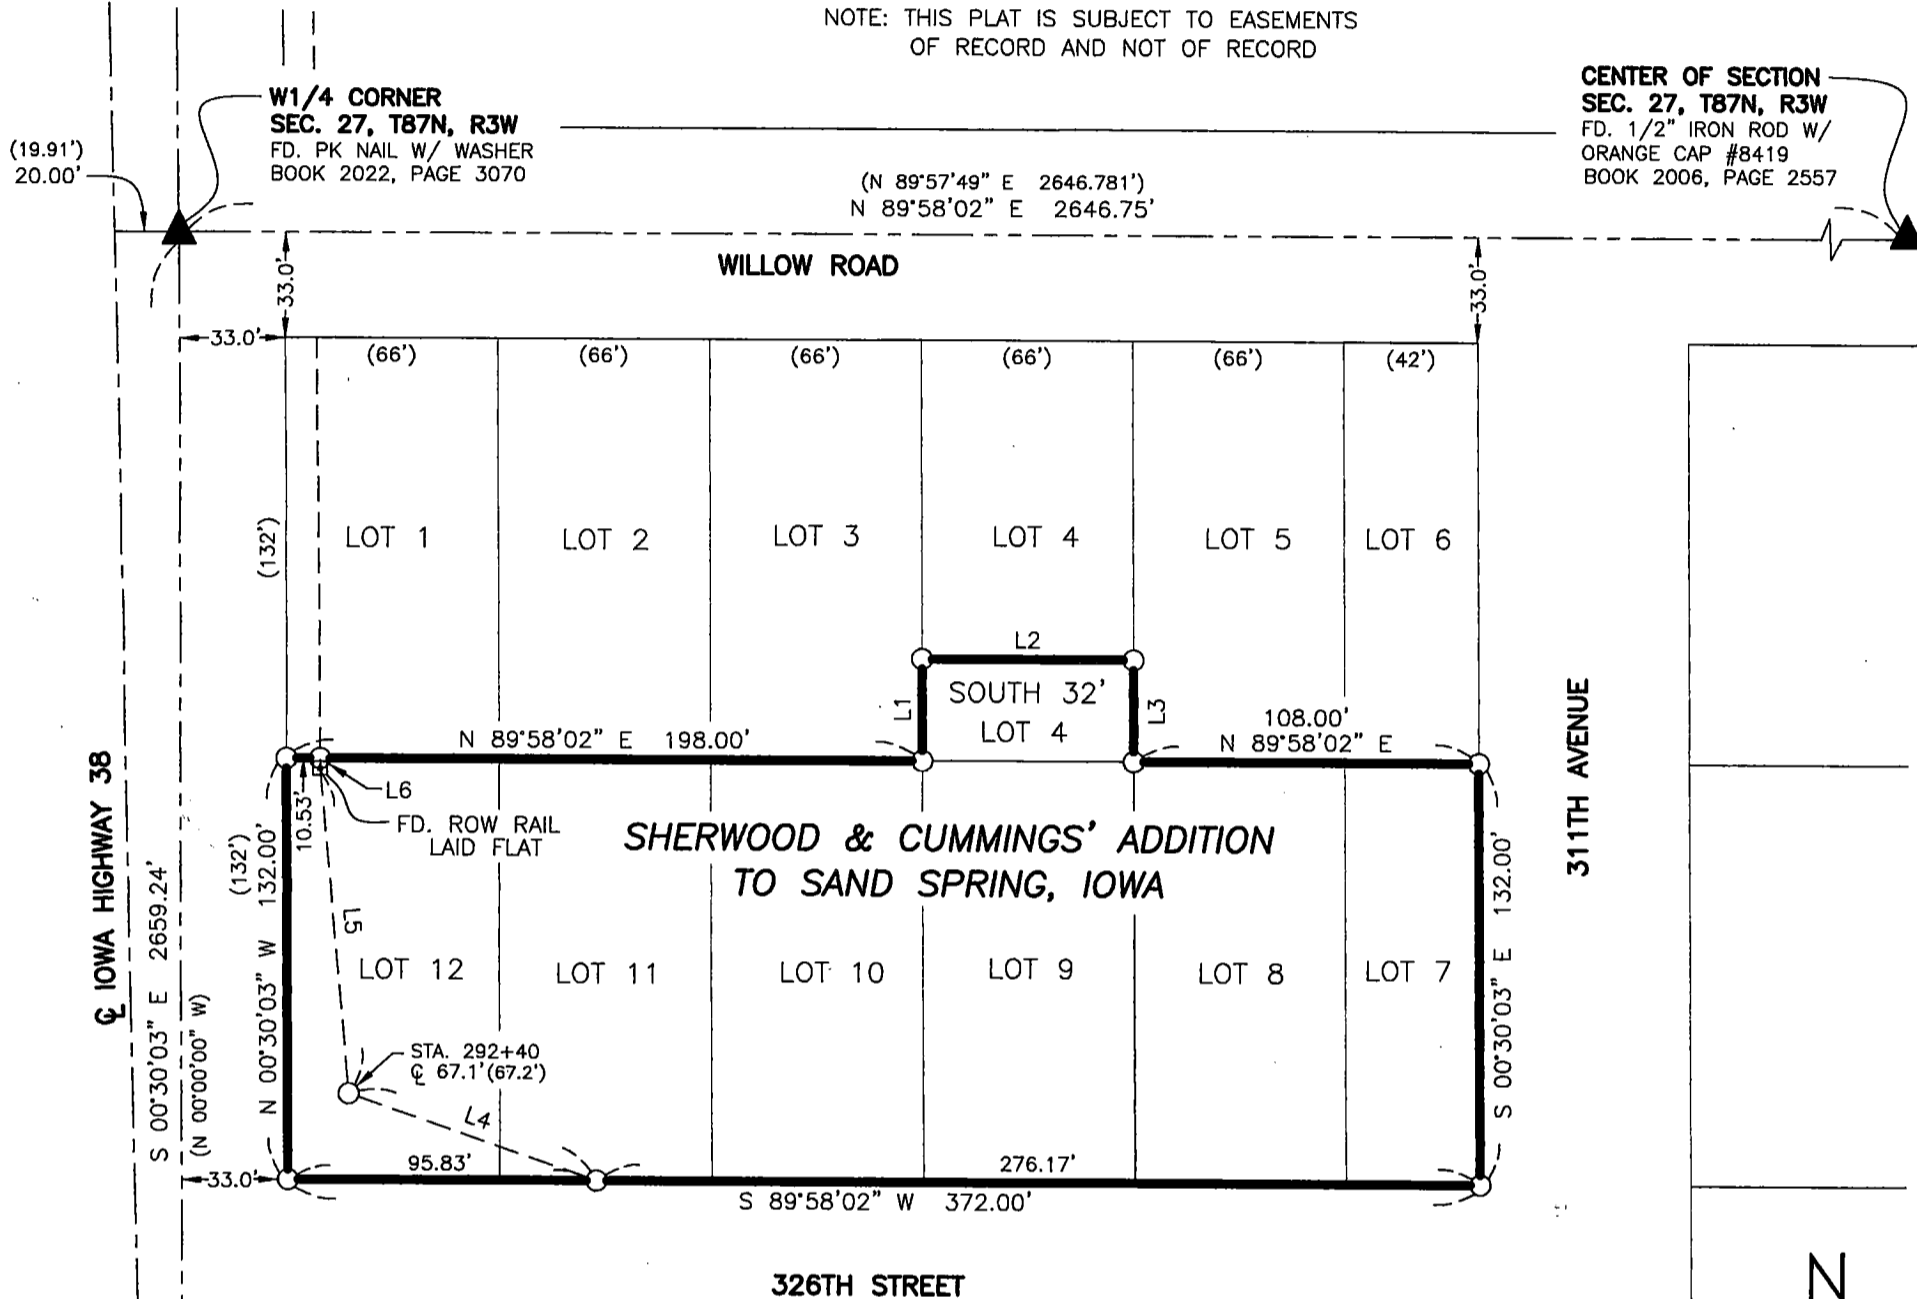 NOTE: THIS PLAT IS SUBJECT TO EASEMENTS
OF RECORD AND NOT OF RECORD
W1/4 CORNER
SEC. 27, T87N, R3W
FD. PK NAIL W/ WASHER
BOOK 2022, PAGE 3070
CENTER OF SECTION
SEC. 27, T87N, R3W
FD. 1/2" IRON ROD W/
ORANGE CAP #8419
BOOK 2006, PAGE 2557
(19.91')
20.00'
(N 89°57'49" E 2646.781')
N 89°58'02" E 2646.75'
WILLOW ROAD
33.0'
33.0'
33.0'
(66')
(66')
(66')
(66')
(66')
(42')
(132')
LOT 1
LOT 2
LOT 3
LOT 4
LOT 5
LOT 6
L2
L1
SOUTH 32'
LOT 4
L3
N 89°58'02" E 198.00'
108.00'
N 89°58'02" E
L6
10.53'
FD. ROW RAIL
LAID FLAT
SHERWOOD & CUMMINGS' ADDITION
TO SAND SPRING, IOWA
311TH AVENUE
℄ IOWA HIGHWAY 38
S 00°30'03" E 2659.24'
(N 00°00'00" W)
(132')
N 00°30'03" W 132.00'
L5
S 00°30'03" E 132.00'
LOT 12
LOT 11
LOT 10
LOT 9
LOT 8
LOT 7
STA. 292+40
℄ 67.1'(67.2')
L4
33.0'
95.83'
276.17'
S 89°58'02" W 372.00'
326TH STREET
N